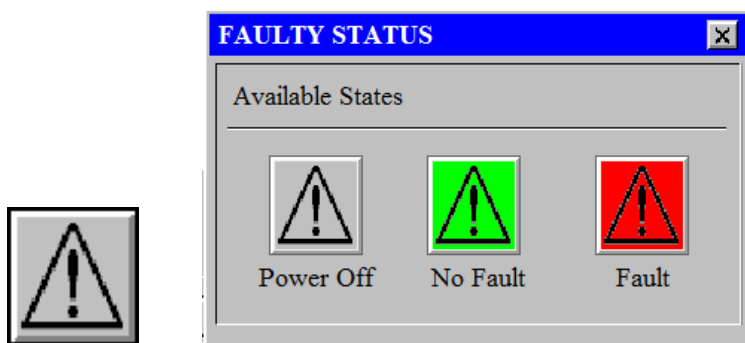 FAULTY STATUS
Available States
Power Off
No Fault
Fault